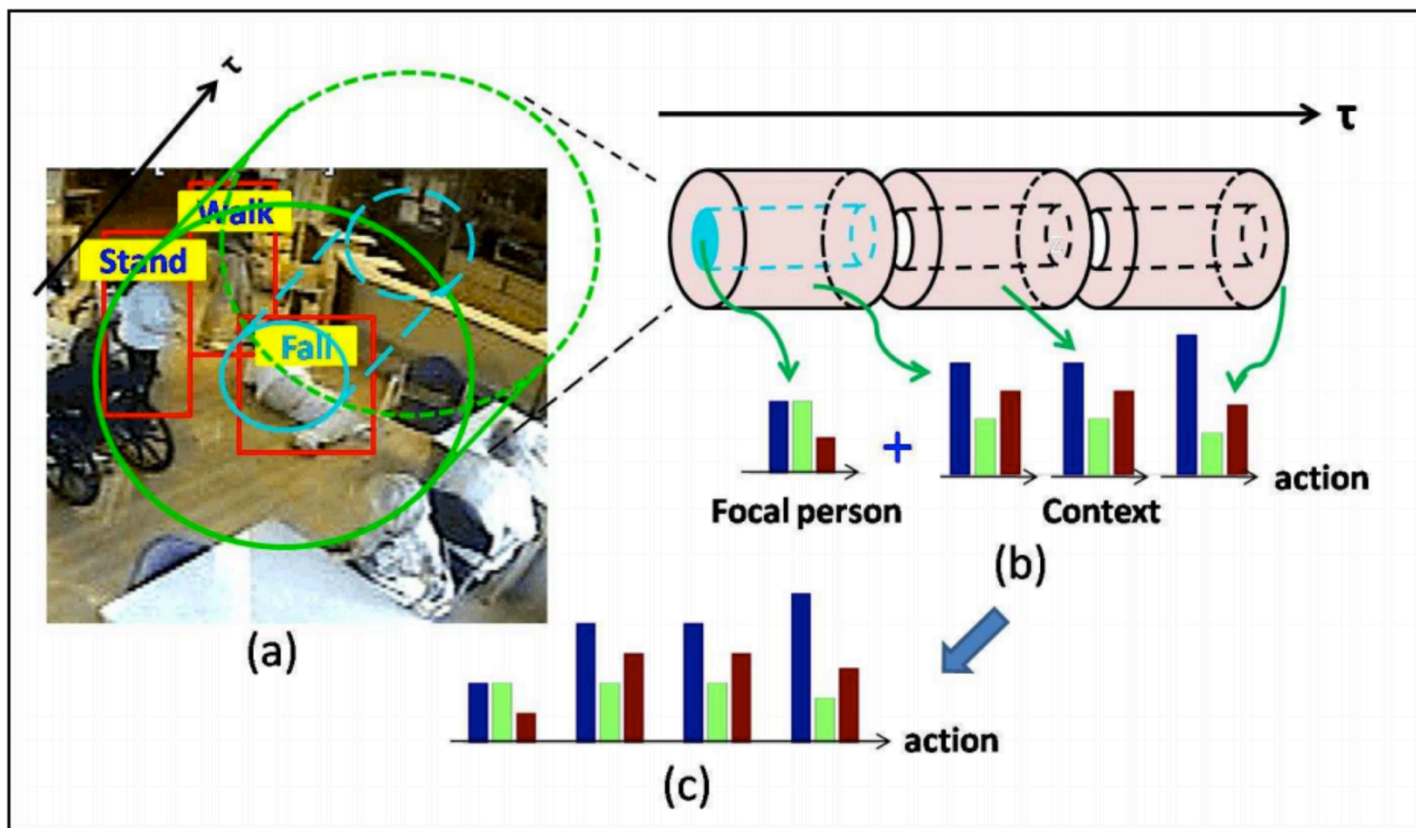 τ
τ
Walk
Stand
Fall
+
action
Focal person
Context
(b)
(a)
action
(c)